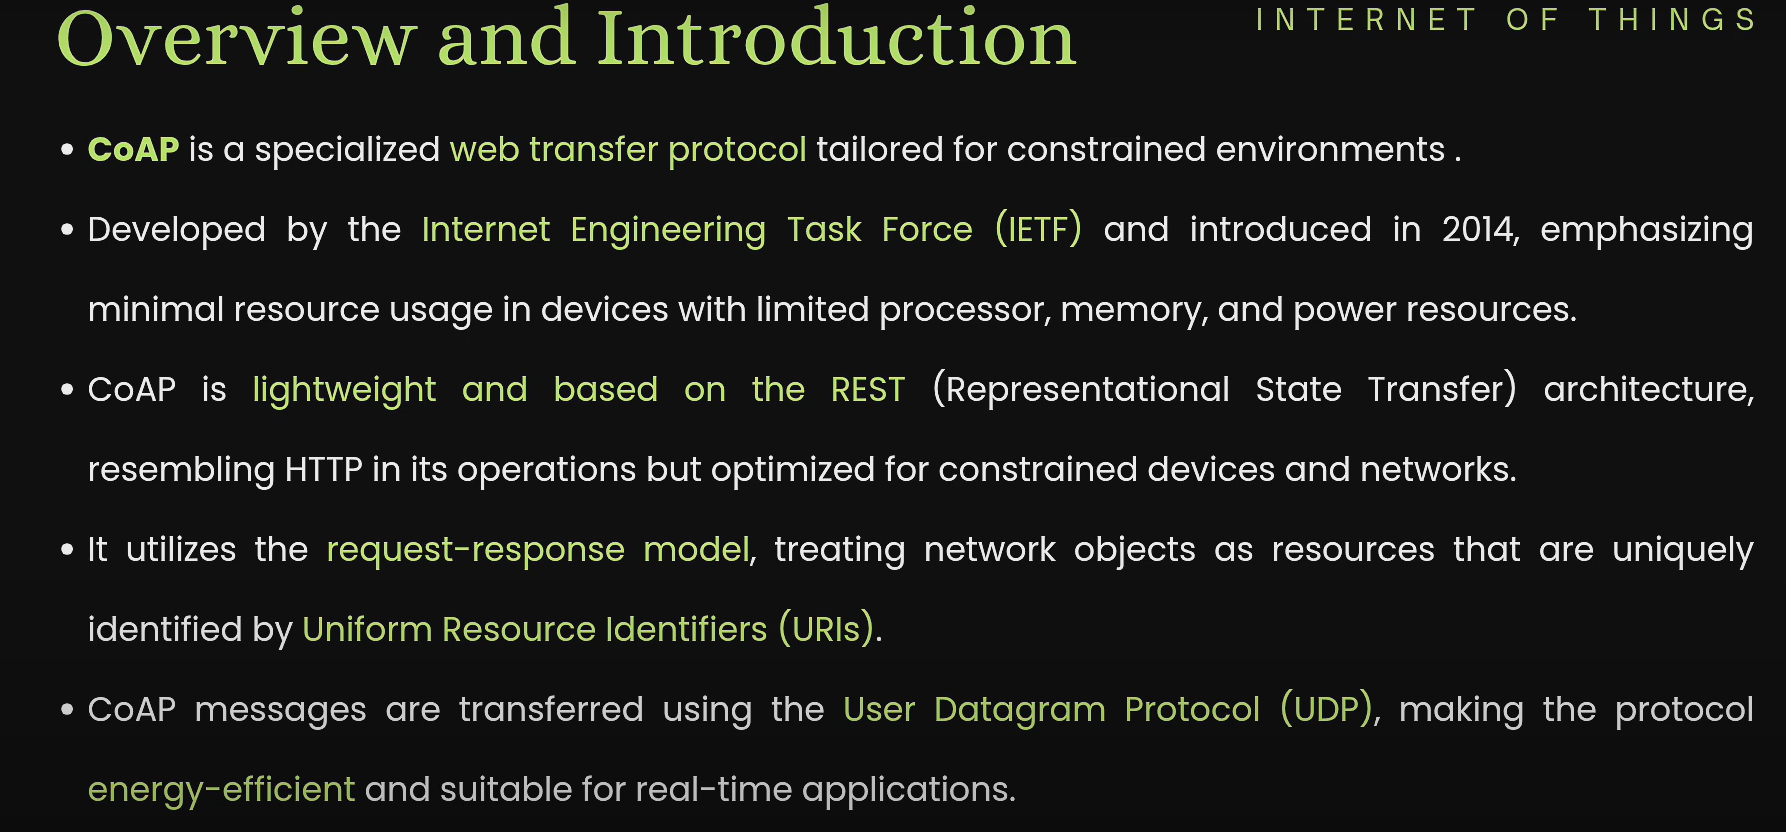 Overview and Introduction
INTERNET OF THINGS
• CoAP is a specialized web transfer protocol tailored for constrained environments .
• Developed by the Internet Engineering Task Force (IETF) and introduced in 2014, emphasizing
minimal resource usage in devices with limited processor, memory, and power resources.
• CoAP is lightweight and based on the REST (Representational State Transfer) architecture,
resembling HTTP in its operations but optimized for constrained devices and networks.
• It utilizes the request-response model, treating network objects as resources that are uniquely
identified by Uniform Resource Identifiers (URIs).
• CoAP messages are transferred using the User Datagram Protocol (UDP), making the protocol
energy-efficient and suitable for real-time applications.